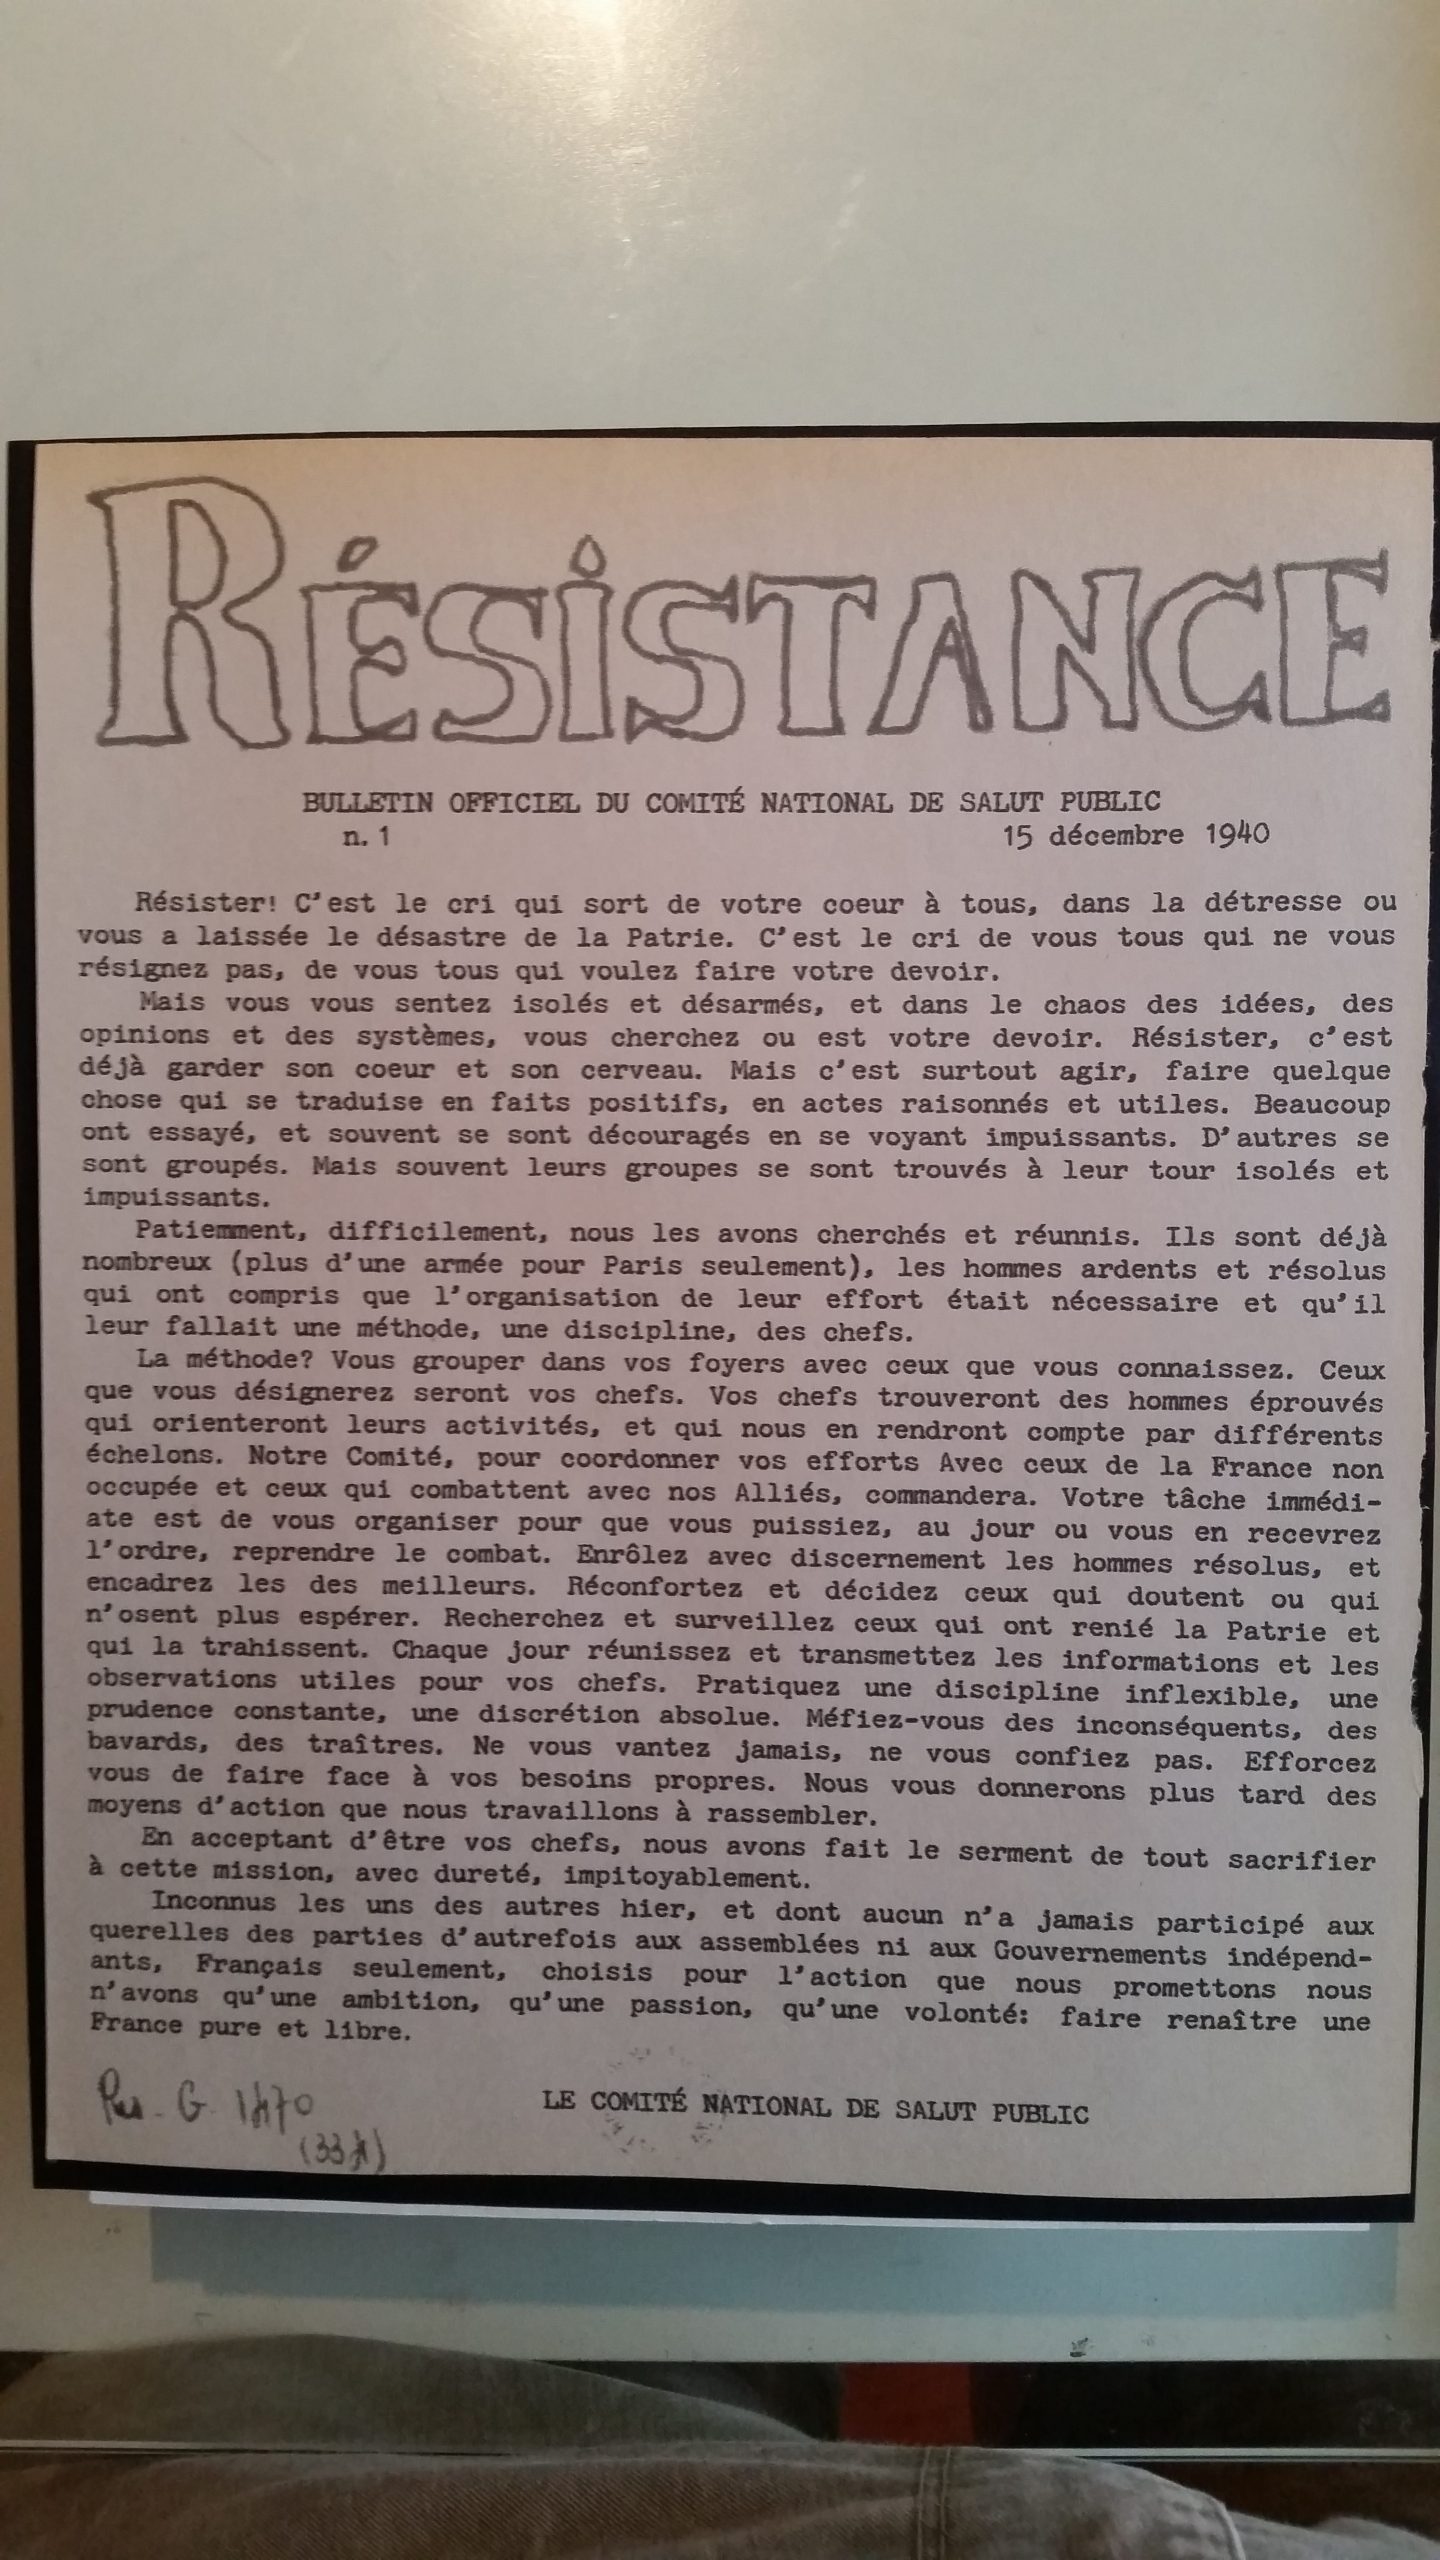 RÉSISTANCE
BULLETIN OFFICIEL DU COMITÉ NATIONAL DE SALUT PUBLIC
n. 1 15 décembre 1940
Résister! C'est le cri qui sort de votre coeur à tous, dans la détresse ou
vous a laissée le désastre de la Patrie. C'est le cri de vous tous qui ne vous
résignez pas, de vous tous qui voulez faire votre devoir.
Mais vous vous sentez isolés et désarmés, et dans le chaos des idées, des
opinions et des systèmes, vous cherchez ou est votre devoir. Résister, c'est
déjà garder son coeur et son cerveau. Mais c'est surtout agir, faire quelque
chose qui se traduise en faits positifs, en actes raisonnés et utiles. Beaucoup
ont essayé, et souvent se sont découragés en se voyant impuissants. D'autres se
sont groupés. Mais souvent leurs groupes se sont trouvés à leur tour isolés et
impuissants.
Patiemment, difficilement, nous les avons cherchés et réunnis. Ils sont déjà
nombreux (plus d'une armée pour Paris seulement), les hommes ardents et résolus
qui ont compris que l'organisation de leur effort était nécessaire et qu'il
leur fallait une méthode, une discipline, des chefs.
La méthode? Vous grouper dans vos foyers avec ceux que vous connaissez. Ceux
que vous désignerez seront vos chefs. Vos chefs trouveront des hommes éprouvés
qui orienteront leurs activités, et qui nous en rendront compte par différents
échelons. Notre Comité, pour coordonner vos efforts Avec ceux de la France non
occupée et ceux qui combattent avec nos Alliés, commandera. Votre tâche immédi-
ate est de vous organiser pour que vous puissiez, au jour ou vous en recevrez
l'ordre, reprendre le combat. Enrôlez avec discernement les hommes résolus, et
encadrez les des meilleurs. Réconfortez et décidez ceux qui doutent ou qui
n'osent plus espérer. Recherchez et surveillez ceux qui ont renié la Patrie et
qui la trahissent. Chaque jour réunissez et transmettez les informations et les
observations utiles pour vos chefs. Pratiquez une discipline inflexible, une
prudence constante, une discrétion absolue. Méfiez-vous des inconséquents, des
bavards, des traîtres. Ne vous vantez jamais, ne vous confiez pas. Efforcez
vous de faire face à vos besoins propres. Nous vous donnerons plus tard des
moyens d'action que nous travaillons à rassembler.
En acceptant d'être vos chefs, nous avons fait le serment de tout sacrifier
à cette mission, avec dureté, impitoyablement.
Inconnus les uns des autres hier, et dont aucun n'a jamais participé aux
querelles des parties d'autrefois aux assemblées ni aux Gouvernements indépend-
ants, Français seulement, choisis pour l'action que nous promettons nous
n'avons qu'une ambition, qu'une passion, qu'une volonté: faire renaître une
France pure et libre.
LE COMITÉ NATIONAL DE SALUT PUBLIC
G. 1470